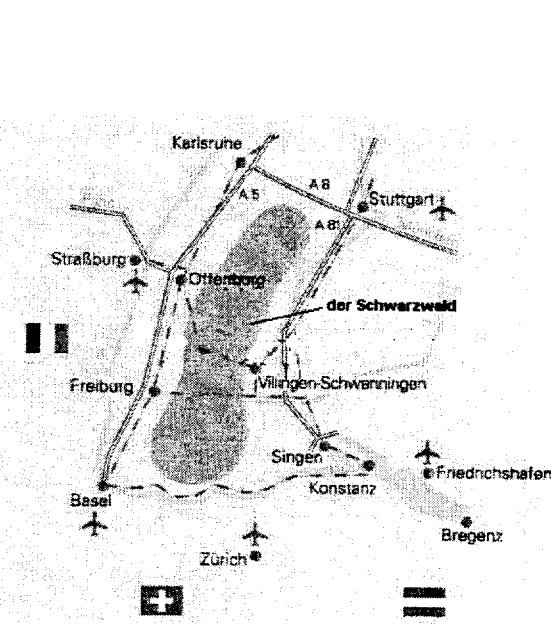 Karlsruhe
A 8
A 5
Stuttgart
A 81
Straßburg
Offenburg
der Schwarzwald
Freiburg
Villingen-Schwenningen
Singen
Friedrichshafen
Konstanz
Basel
Bregenz
Zürich